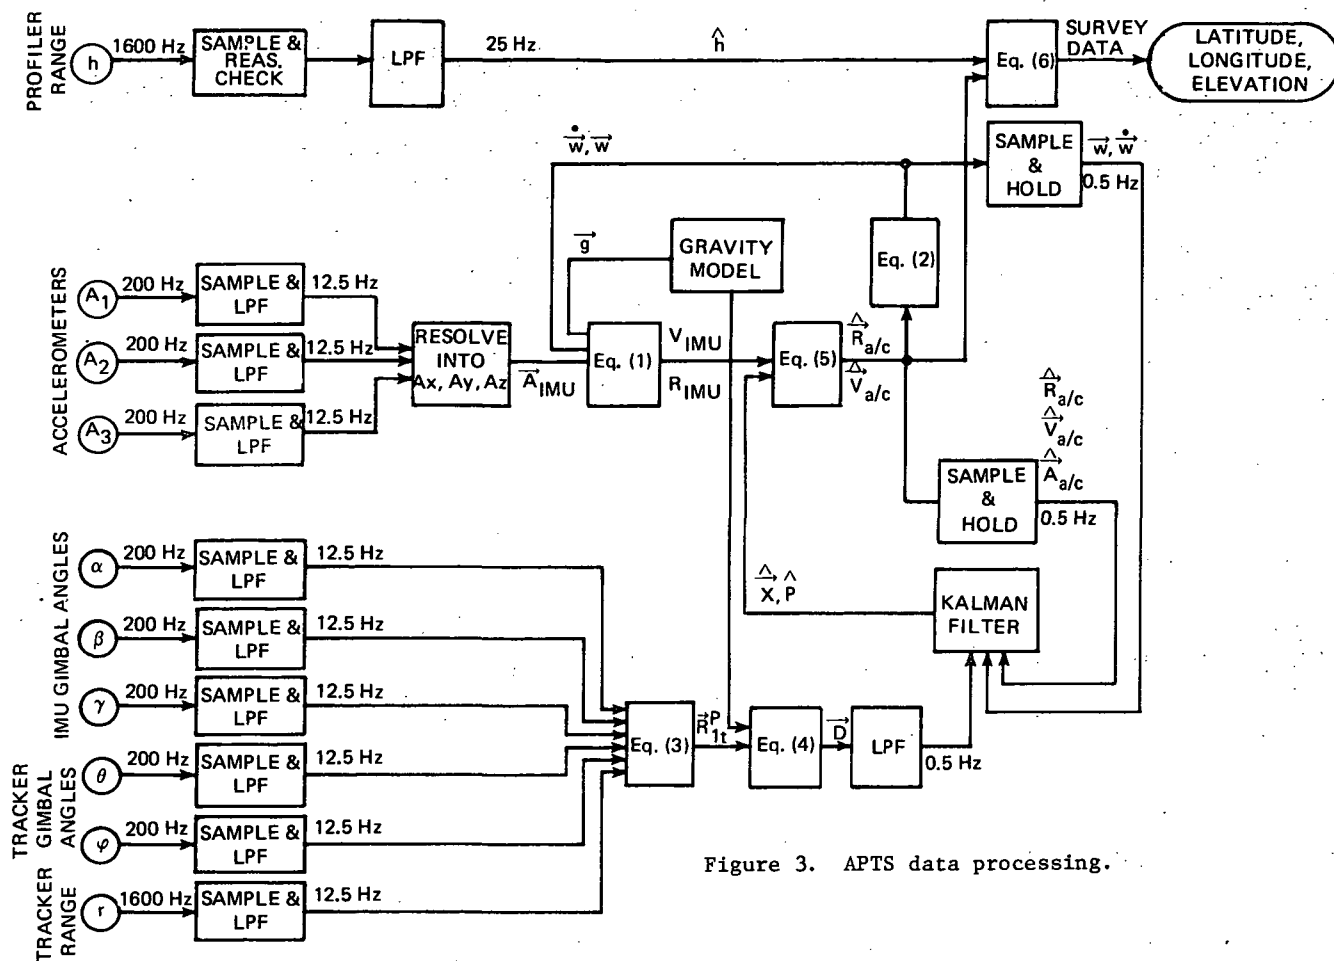 PROFILER
RANGE
h
1600 Hz
SAMPLE &
REAS.
CHECK
LPF
25 Hz
ĥ
Eq. (6)
SURVEY
DATA
LATITUDE,
LONGITUDE,
ELEVATION
ẇ, w
SAMPLE
&
HOLD
w, ẇ
0.5 Hz
g
GRAVITY
MODEL
Eq. (2)
ACCELEROMETERS
A1
200 Hz
SAMPLE &
LPF
12.5 Hz
A2
200 Hz
SAMPLE &
LPF
12.5 Hz
A3
200 Hz
SAMPLE &
LPF
12.5 Hz
RESOLVE
INTO
Ax, Ay, Az
A IMU
Eq. (1)
V IMU
R IMU
Eq. (5)
R a/c
V a/c
R a/c
V a/c
A a/c
SAMPLE
&
HOLD
0.5 Hz
IMU GIMBAL ANGLES
α
200 Hz
SAMPLE &
LPF
12.5 Hz
β
200 Hz
SAMPLE &
LPF
12.5 Hz
γ
200 Hz
SAMPLE &
LPF
12.5 Hz
X, P̂
KALMAN
FILTER
TRACKER
GIMBAL
ANGLES
θ
200 Hz
SAMPLE &
LPF
12.5 Hz
φ
200 Hz
SAMPLE &
LPF
12.5 Hz
Eq. (3)
R P 1t
Eq. (4)
D
LPF
0.5 Hz
TRACKER
RANGE
r
1600 Hz
SAMPLE &
LPF
12.5 Hz
Figure 3. APTS data processing.